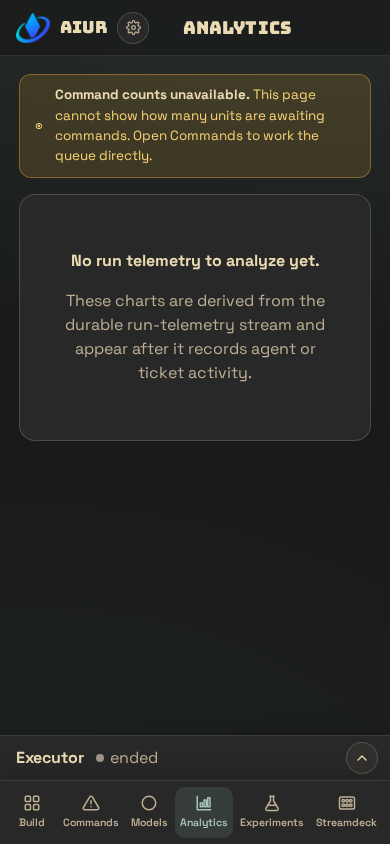 AIUR
ANALYTICS
Command counts unavailable. This page
cannot show how many units are awaiting
commands. Open Commands to work the
queue directly.
No run telemetry to analyze yet.
These charts are derived from the
durable run-telemetry stream and
appear after it records agent or
ticket activity.
Executor ended
Build Commands Models Analytics Experiments Streamdeck